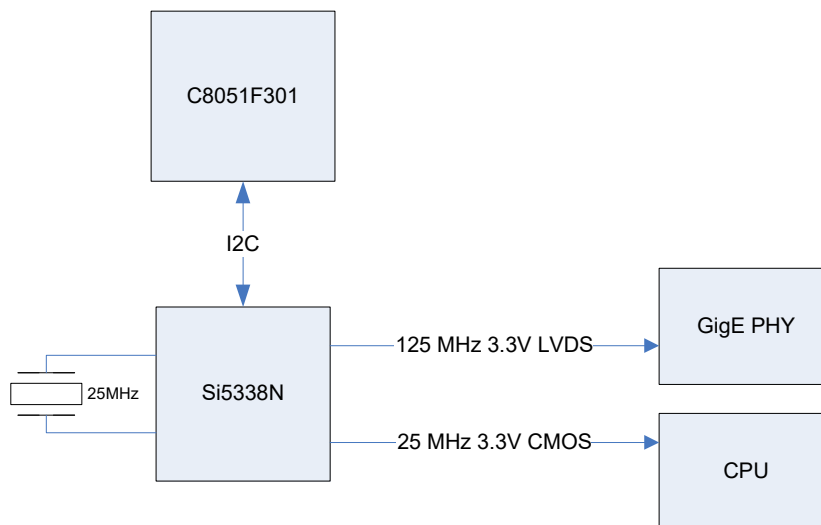 C8051F301
I2C
GigE PHY
125 MHz 3.3V LVDS
Si5338N
25MHz
25 MHz 3.3V CMOS
CPU